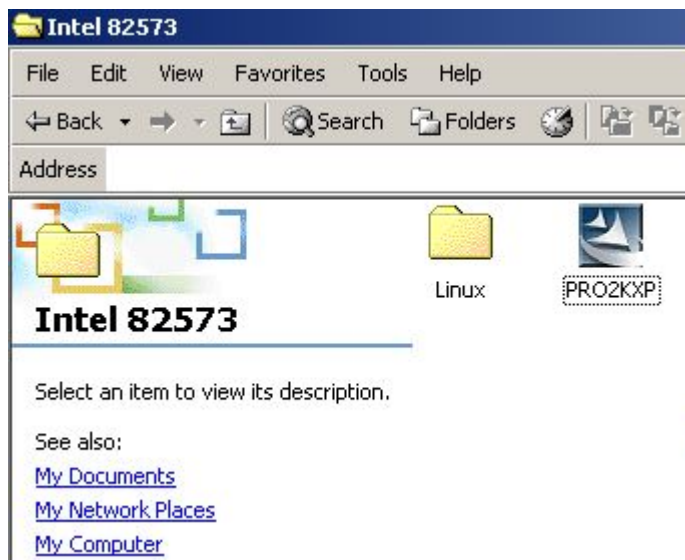 Intel 82573
File Edit View Favorites Tools Help
Back Search Folders
Address
Linux PRO2KXP
Intel 82573
Select an item to view its description.
See also:
My Documents
My Network Places
My Computer